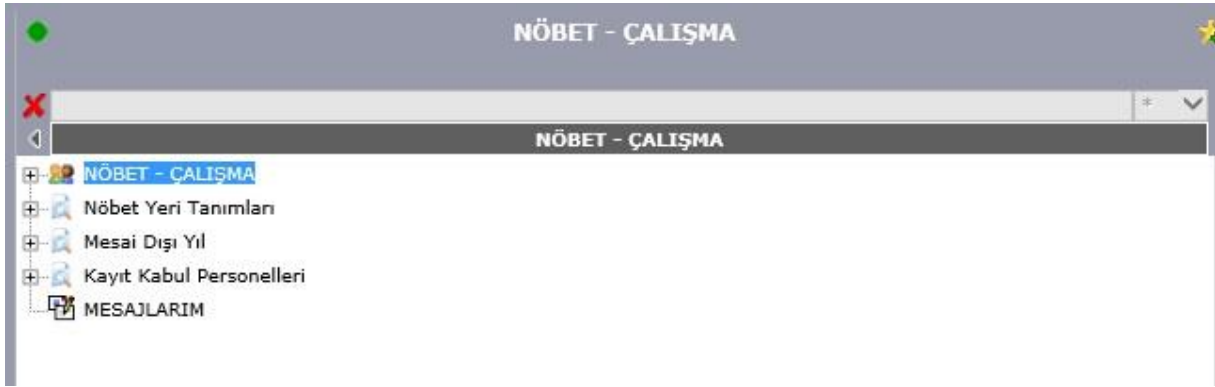 NÖBET - ÇALIŞMA
*
NÖBET - ÇALIŞMA
NÖBET - ÇALIŞMA
Nöbet Yeri Tanımları
Mesai Dışı Yıl
Kayıt Kabul Personelleri
MESAJLARIM